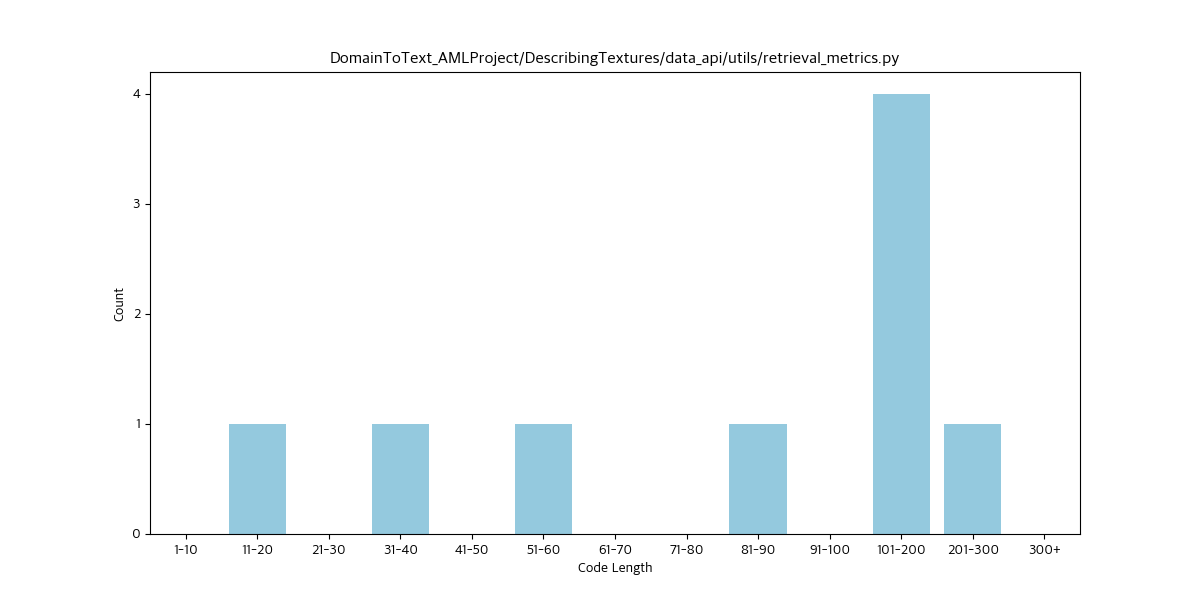 DomainToText_AMLProject/DescribingTextures/data_api/utils/retrieval_metrics.py
4
3
2
1
0
Count
1-10 11-20 21-30 31-40 41-50 51-60 61-70 71-80 81-90 91-100 101-200 201-300 300+
Code Length